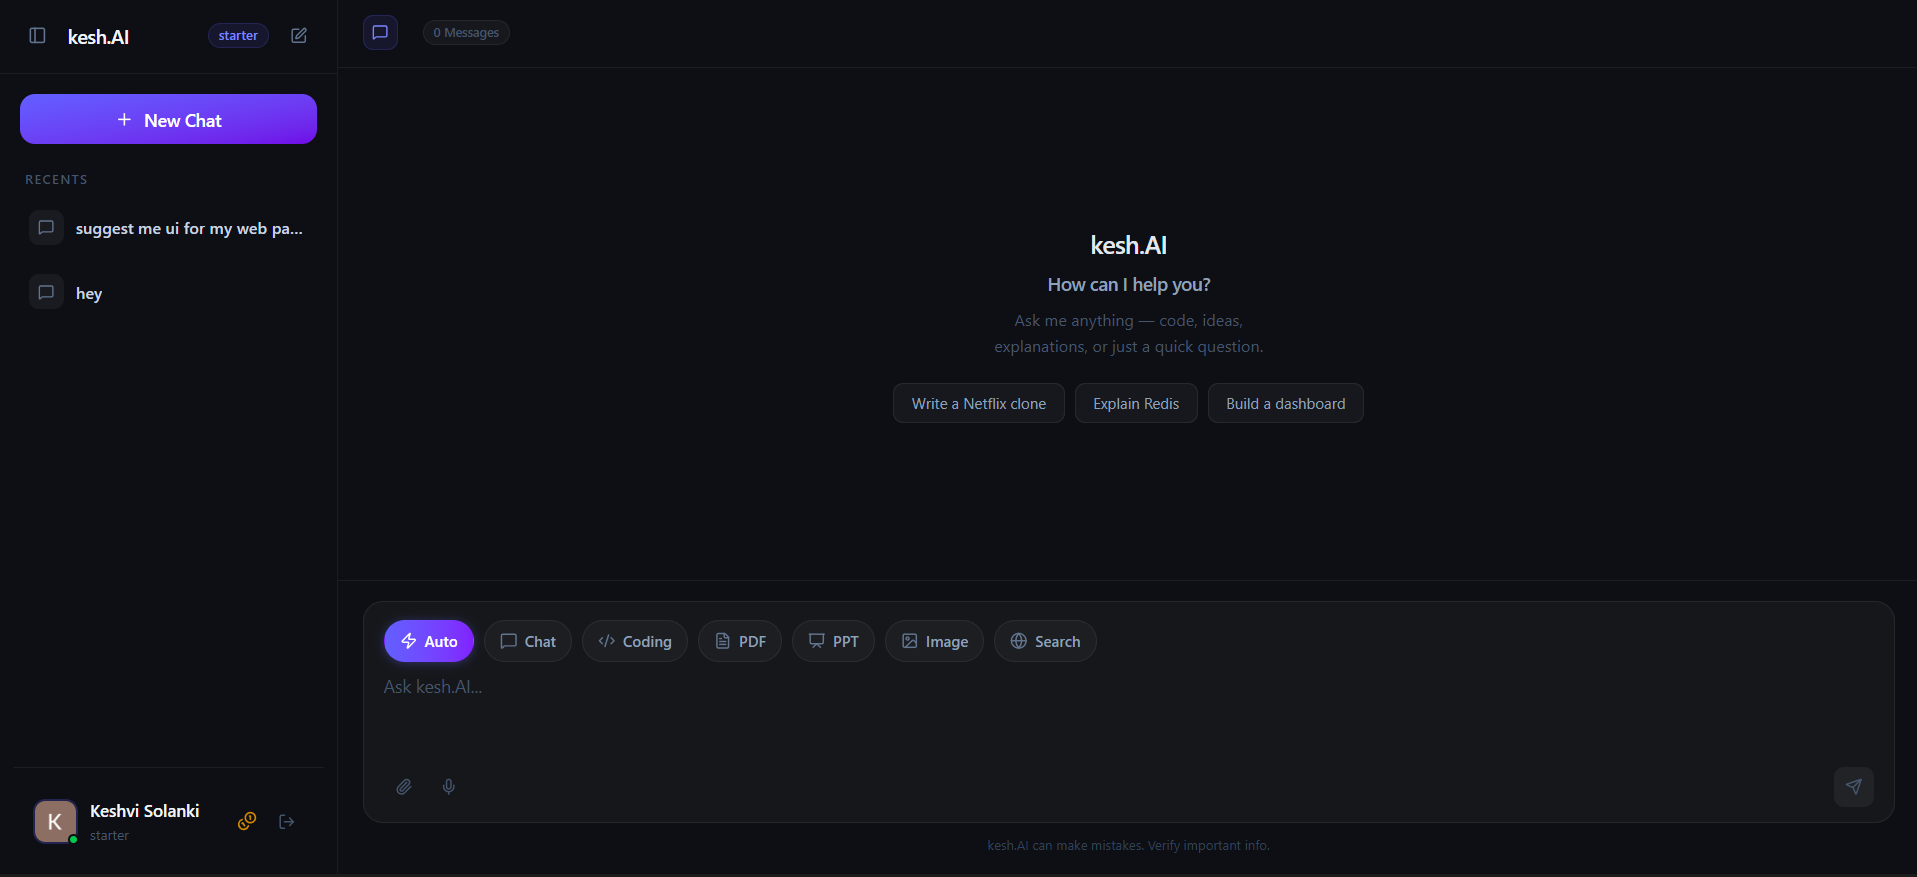 kesh.AI
starter
New Chat
RECENTS
suggest me ui for my web pa...
hey
Keshvi Solanki
starter
K
0 Messages
kesh.AI
How can I help you?
Ask me anything — code, ideas,
explanations, or just a quick question.
Write a Netflix clone
Explain Redis
Build a dashboard
Auto
Chat
Coding
PDF
PPT
Image
Search
Ask kesh.AI...
kesh.AI can make mistakes. Verify important info.